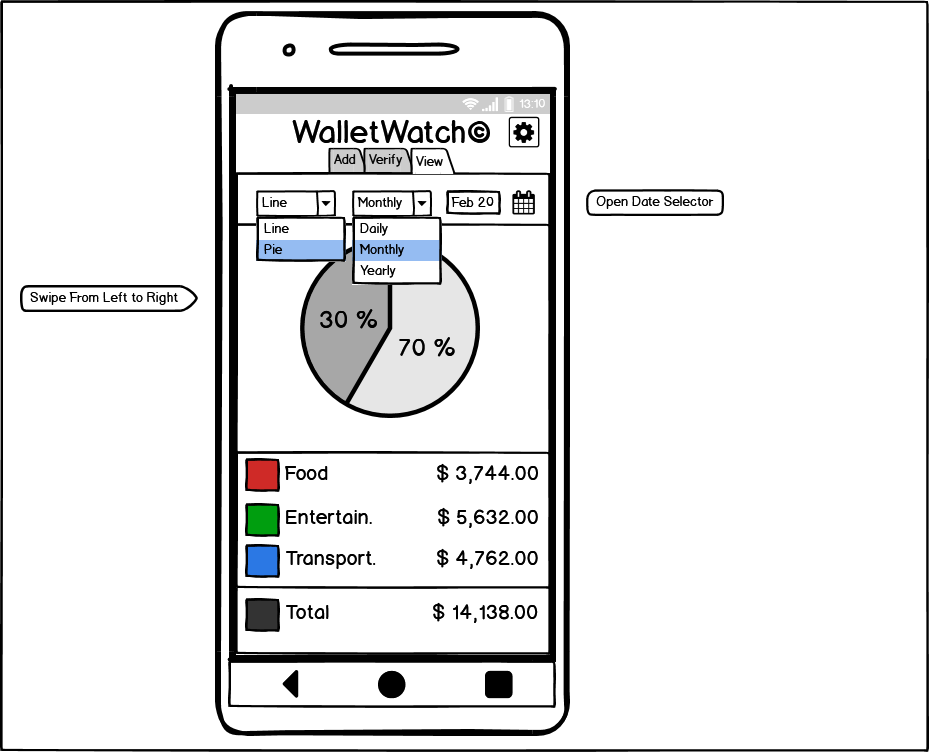 13:10
WalletWatch©
Add Verify View
Line Monthly Feb 20 Open Date Selector
Line Daily
Pie Monthly
Yearly
Swipe From Left to Right
30 %
70 %
Food $ 3,744.00
Entertain. $ 5,632.00
Transport. $ 4,762.00
Total $ 14,138.00